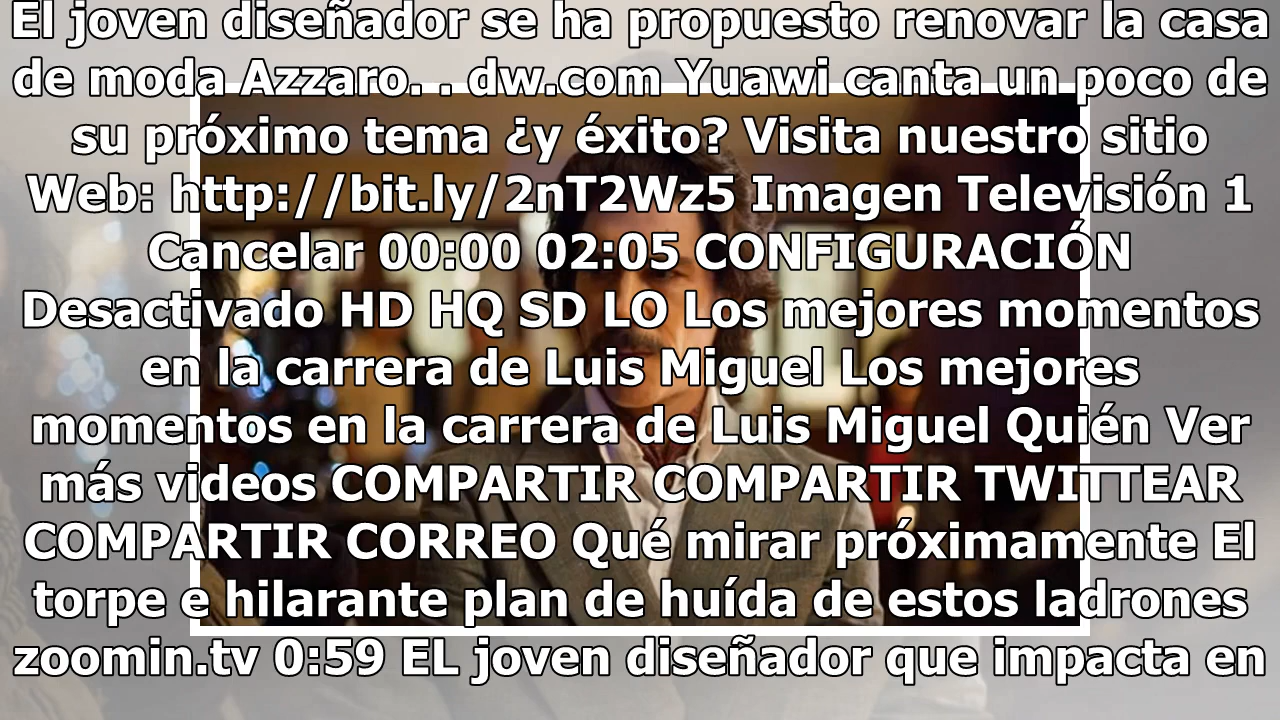 El joven diseñador se ha propuesto renovar la casa
de moda Azzaro. . dw.com Yuawi canta un poco de
su próximo tema ¿y éxito? Visita nuestro sitio
Web: http://bit.ly/2nT2Wz5 Imagen Televisión 1
Cancelar 00:00 02:05 CONFIGURACIÓN
Desactivado HD HQ SD LO Los mejores momentos
en la carrera de Luis Miguel Los mejores
momentos en la carrera de Luis Miguel Quién Ver
más videos COMPARTIR COMPARTIR TWITTEAR
COMPARTIR CORREO Qué mirar próximamente El
torpe e hilarante plan de huída de estos ladrones
zoomin.tv 0:59 EL joven diseñador que impacta en